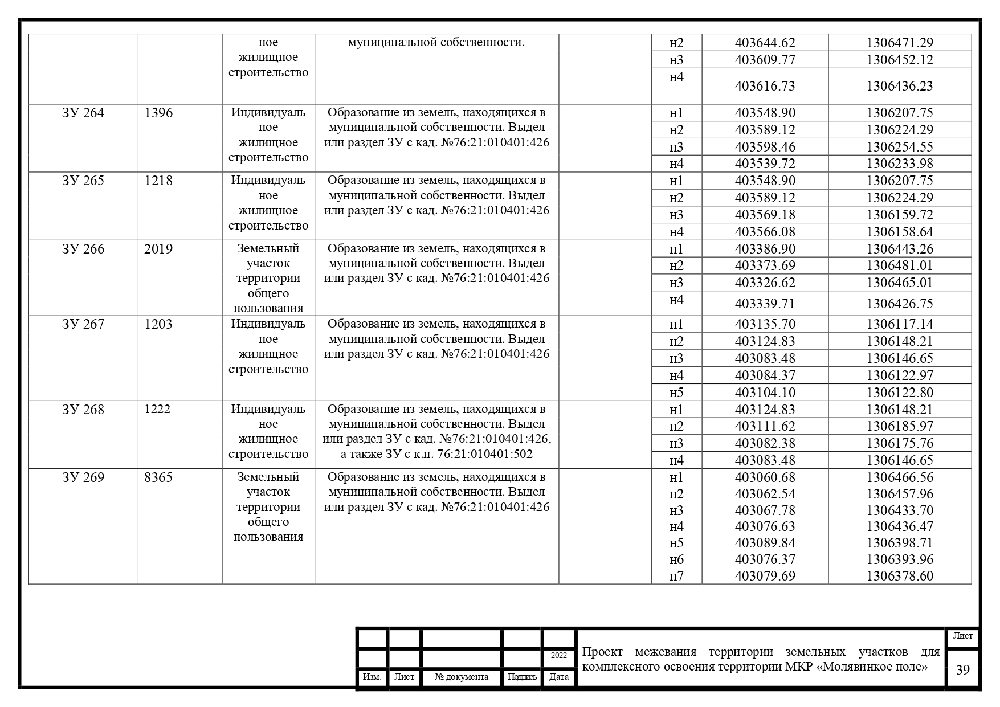 ное муниципальной собственности. н2 403644.62 1306471.29
жилищное н3 403609.77 1306452.12
строительство н4 403616.73 1306436.23
ЗУ 264 1396 Индивидуаль Образование из земель, находящихся в н1 403548.90 1306207.75
ное муниципальной собственности. Выдел н2 403589.12 1306224.29
жилищное или раздел ЗУ с кад. №76:21:010401:426 н3 403598.46 1306254.55
строительство н4 403539.72 1306233.98
ЗУ 265 1218 Индивидуаль Образование из земель, находящихся в н1 403548.90 1306207.75
ное муниципальной собственности. Выдел н2 403589.12 1306224.29
жилищное или раздел ЗУ с кад. №76:21:010401:426 н3 403569.18 1306159.72
строительство н4 403566.08 1306158.64
ЗУ 266 2019 Земельный Образование из земель, находящихся в н1 403386.90 1306443.26
участок муниципальной собственности. Выдел н2 403373.69 1306481.01
территории или раздел ЗУ с кад. №76:21:010401:426 н3 403326.62 1306465.01
общего н4 403339.71 1306426.75
пользования
ЗУ 267 1203 Индивидуаль Образование из земель, находящихся в н1 403135.70 1306117.14
ное муниципальной собственности. Выдел н2 403124.83 1306148.21
жилищное или раздел ЗУ с кад. №76:21:010401:426 н3 403083.48 1306146.65
строительство н4 403084.37 1306122.97
н5 403104.10 1306122.80
ЗУ 268 1222 Индивидуаль Образование из земель, находящихся в н1 403124.83 1306148.21
ное муниципальной собственности. Выдел н2 403111.62 1306185.97
жилищное или раздел ЗУ с кад. №76:21:010401:426, н3 403082.38 1306175.76
строительство а также ЗУ с к.н. 76:21:010401:502 н4 403083.48 1306146.65
ЗУ 269 8365 Земельный Образование из земель, находящихся в н1 403060.68 1306466.56
участок муниципальной собственности. Выдел н2 403062.54 1306457.96
территории или раздел ЗУ с кад. №76:21:010401:426 н3 403067.78 1306433.70
общего н4 403076.63 1306436.47
пользования н5 403089.84 1306398.71
н6 403076.37 1306393.96
н7 403079.69 1306378.60
Лист
2022 Проект межевания территории земельных участков для
комплексного освоения территории МКР «Молявинкое поле» 39
Изм. Лист № документа Подпись Дата